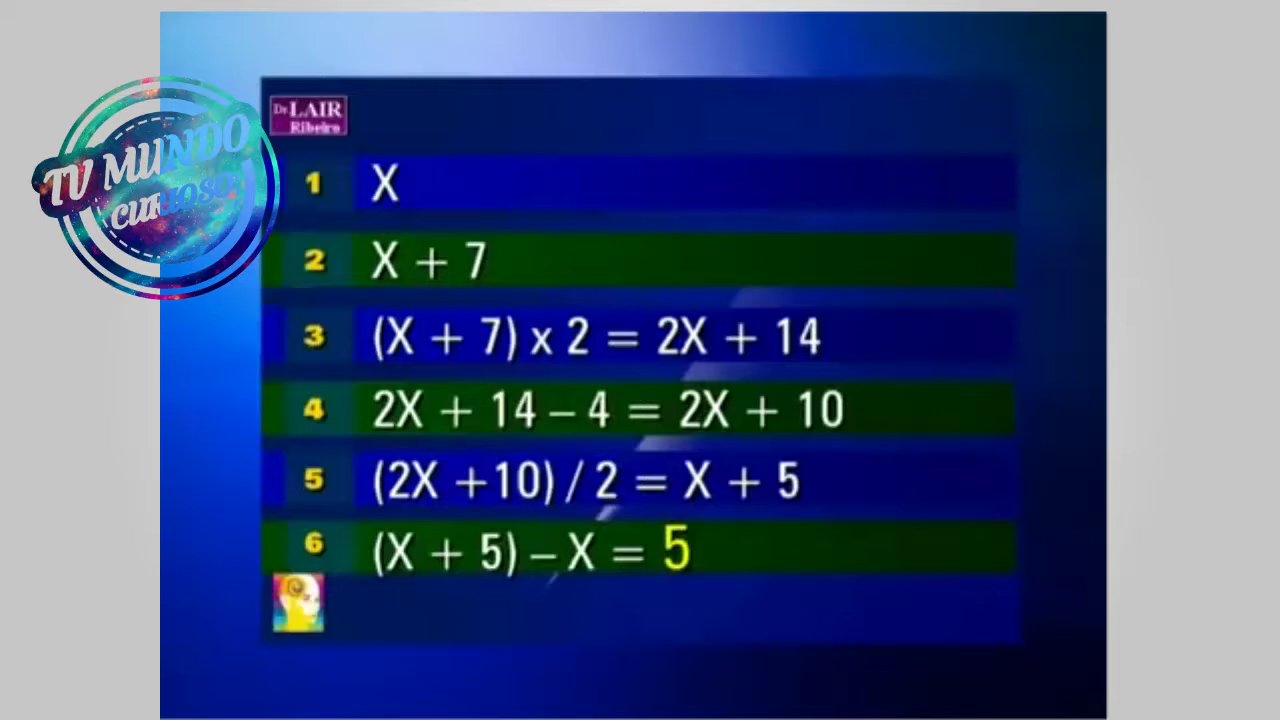 TU MUNDO
CURIOSO
Dr. LAIR
Ribeiro
1 X
2 X + 7
3 (X + 7) x 2 = 2X + 14
4 2X + 14 – 4 = 2X + 10
5 (2X +10) / 2 = X + 5
6 (X + 5) – X = 5